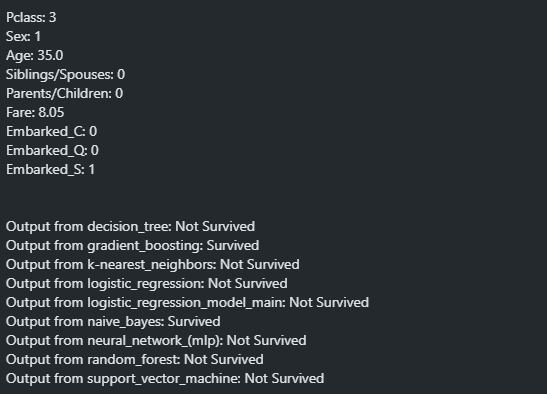 Pclass: 3
Sex: 1
Age: 35.0
Siblings/Spouses: 0
Parents/Children: 0
Fare: 8.05
Embarked_C: 0
Embarked_Q: 0
Embarked_S: 1
Output from decision_tree: Not Survived
Output from gradient_boosting: Survived
Output from k-nearest_neighbors: Not Survived
Output from logistic_regression: Not Survived
Output from logistic_regression_model_main: Not Survived
Output from naive_bayes: Survived
Output from neural_network_(mlp): Not Survived
Output from random_forest: Not Survived
Output from support_vector_machine: Not Survived